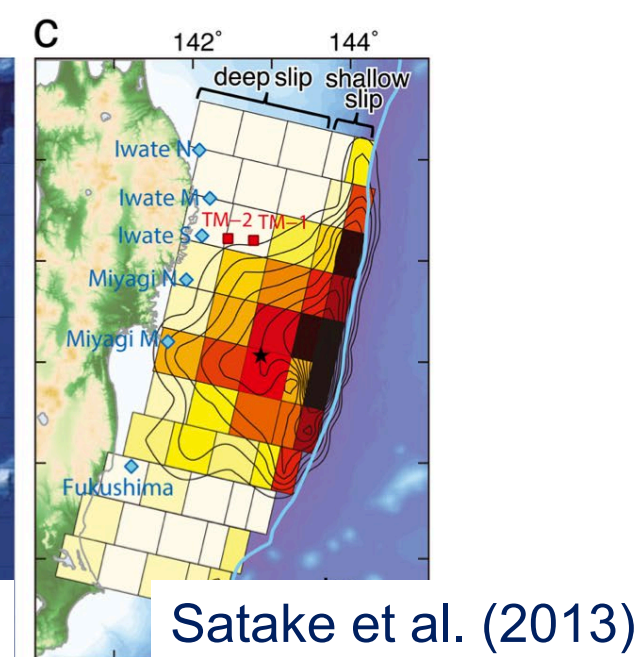 C
142° 144°
deep slip shallow
slip
Iwate N
Iwate M
TM–2 TM–1
Iwate S
Miyagi N
Miyagi M
Fukushima
Satake et al. (2013)